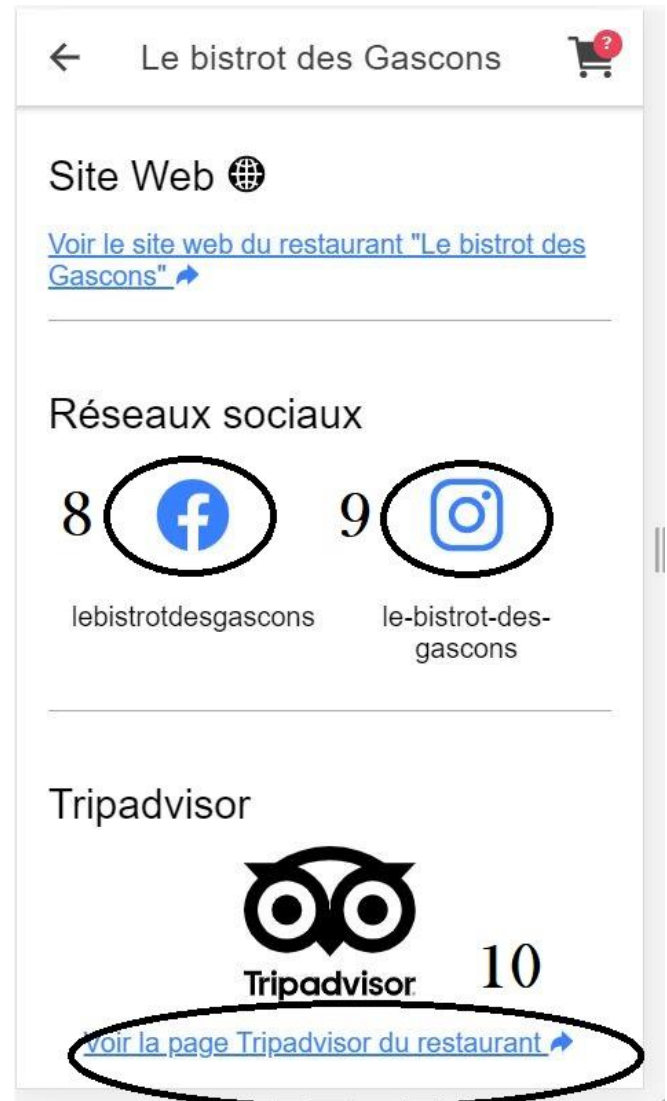 Le bistrot des Gascons ?
Site Web
Voir le site web du restaurant "Le bistrot des
Gascons"
Réseaux sociaux
8 9
lebistrotdesgascons le-bistrot-des-
gascons
Tripadvisor
Tripadvisor
10
Voir la page Tripadvisor du restaurant